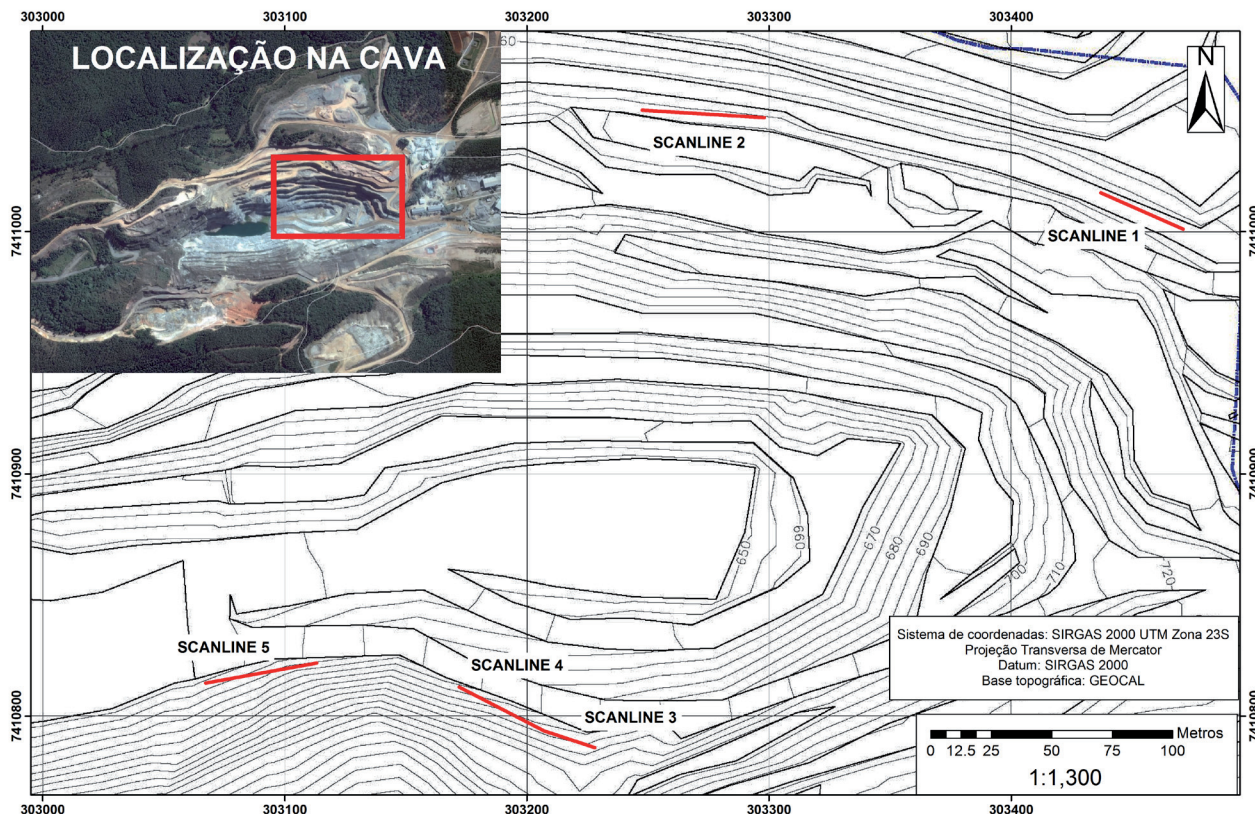 303000 303100 303200 303300 303400
LOCALIZAÇÃO NA CAVA
60
N
SCANLINE 2
SCANLINE 1
7411000 7411000
7410900 7410900
650
660
670
680
690
700
710
720
SCANLINE 5
SCANLINE 4
SCANLINE 3
7410800 7410800
Sistema de coordenadas: SIRGAS 2000 UTM Zona 23S
Projeção Transversa de Mercator
Datum: SIRGAS 2000
Base topográfica: GEOCAL
Metros
0 12.5 25 50 75 100
1:1,300
303000 303100 303200 303300 303400